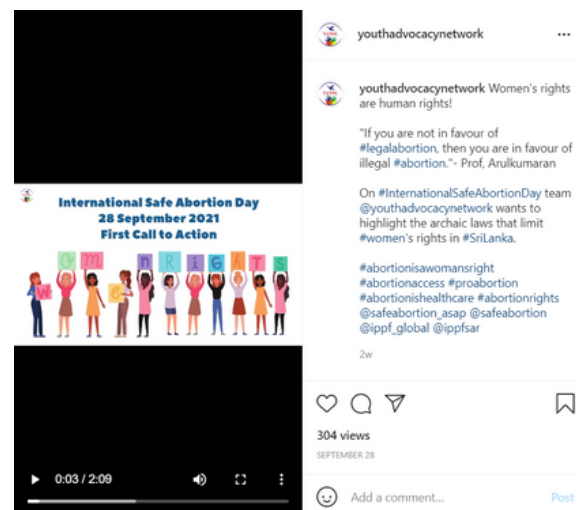 International Safe Abortion Day
28 September 2021
First Call to Action
Women Rights
0:03 / 2:09
youthadvocacynetwork
youthadvocacynetwork Women's rights
are human rights!
"If you are not in favour of
#legalabortion, then you are in favour of
illegal #abortion."- Prof, Arulkumaran
On #InternationalSafeAbortionDay team
@youthadvocacynetwork wants to
highlight the archaic laws that limit
#women's rights in #SriLanka.
#abortionisawomansright
#abortionaccess #proabortion
#abortionishealthcare #abortionrights
@safeabortion_asap @safeabortion
@ippf_global @ippfsar
2w
304 views
SEPTEMBER 28
Add a comment...
Post